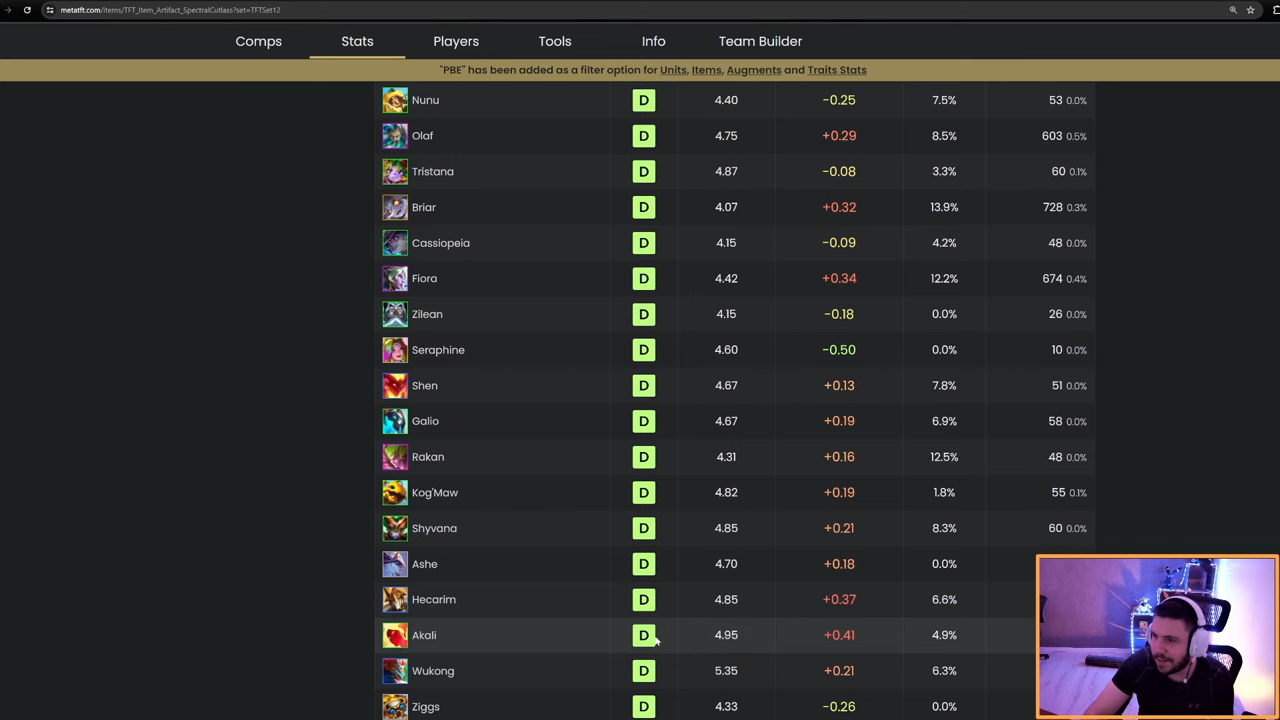 metatft.com/items/TFT_Item_Artifact_SpectralCutlass?set=TFTSet12
Comps Stats Players Tools Info Team Builder
"PBE" has been added as a filter option for Units, Items, Augments and Traits Stats
Nunu D 4.40 -0.25 7.5% 53 0.0%
Olaf D 4.75 +0.29 8.5% 603 0.5%
Tristana D 4.87 -0.08 3.3% 60 0.1%
Briar D 4.07 +0.32 13.9% 728 0.3%
Cassiopeia D 4.15 -0.09 4.2% 48 0.0%
Fiora D 4.42 +0.34 12.2% 674 0.4%
Zilean D 4.15 -0.18 0.0% 26 0.0%
Seraphine D 4.60 -0.50 0.0% 10 0.0%
Shen D 4.67 +0.13 7.8% 51 0.0%
Galio D 4.67 +0.19 6.9% 58 0.0%
Rakan D 4.31 +0.16 12.5% 48 0.0%
Kog'Maw D 4.82 +0.19 1.8% 55 0.1%
Shyvana D 4.85 +0.21 8.3% 60 0.0%
Ashe D 4.70 +0.18 0.0%
Hecarim D 4.85 +0.37 6.6%
Akali D 4.95 +0.41 4.9%
Wukong D 5.35 +0.21 6.3%
Ziggs D 4.33 -0.26 0.0%